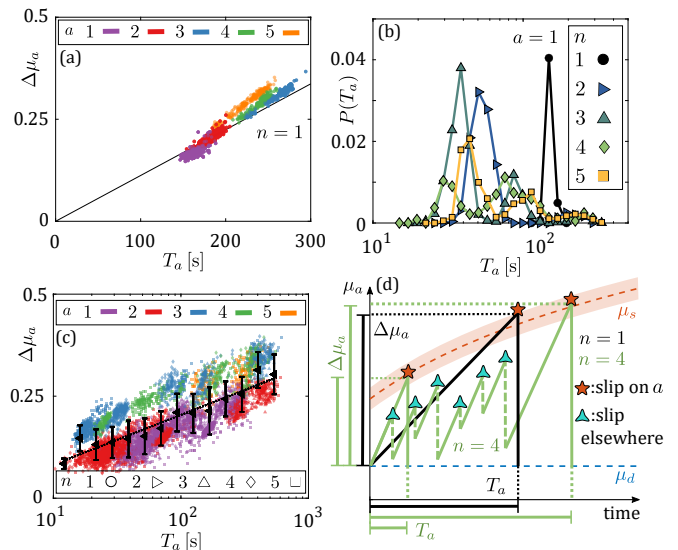 a 1 2 3 4 5
(a)
Δμₐ
0.5
0.25
0
n = 1
0 100 200 300
Tₐ [s]
(b)
a = 1
n
1
2
3
4
5
P(Tₐ)
0.04
0.02
0
10¹ 10²
Tₐ [s]
a 1 2 3 4 5
(c)
Δμₐ
0.5
0.25
0
n 1 2 3 4 5
10¹ 10² 10³
Tₐ [s]
(d)
μₐ
μₛ
Δμₐ
Δμₐ
n = 1
n = 4
:slip on a
:slip
elsewhere
n = 4
μ_d
Tₐ
time
Tₐ